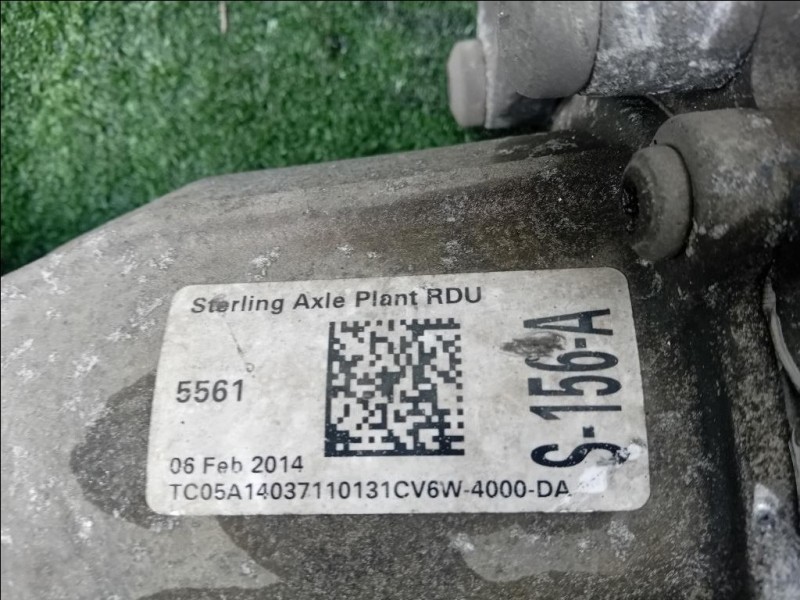 Sterling Axle Plant RDU
5561
S-156-A
06 Feb 2014
TC05A14037110131CV6W-4000-DA